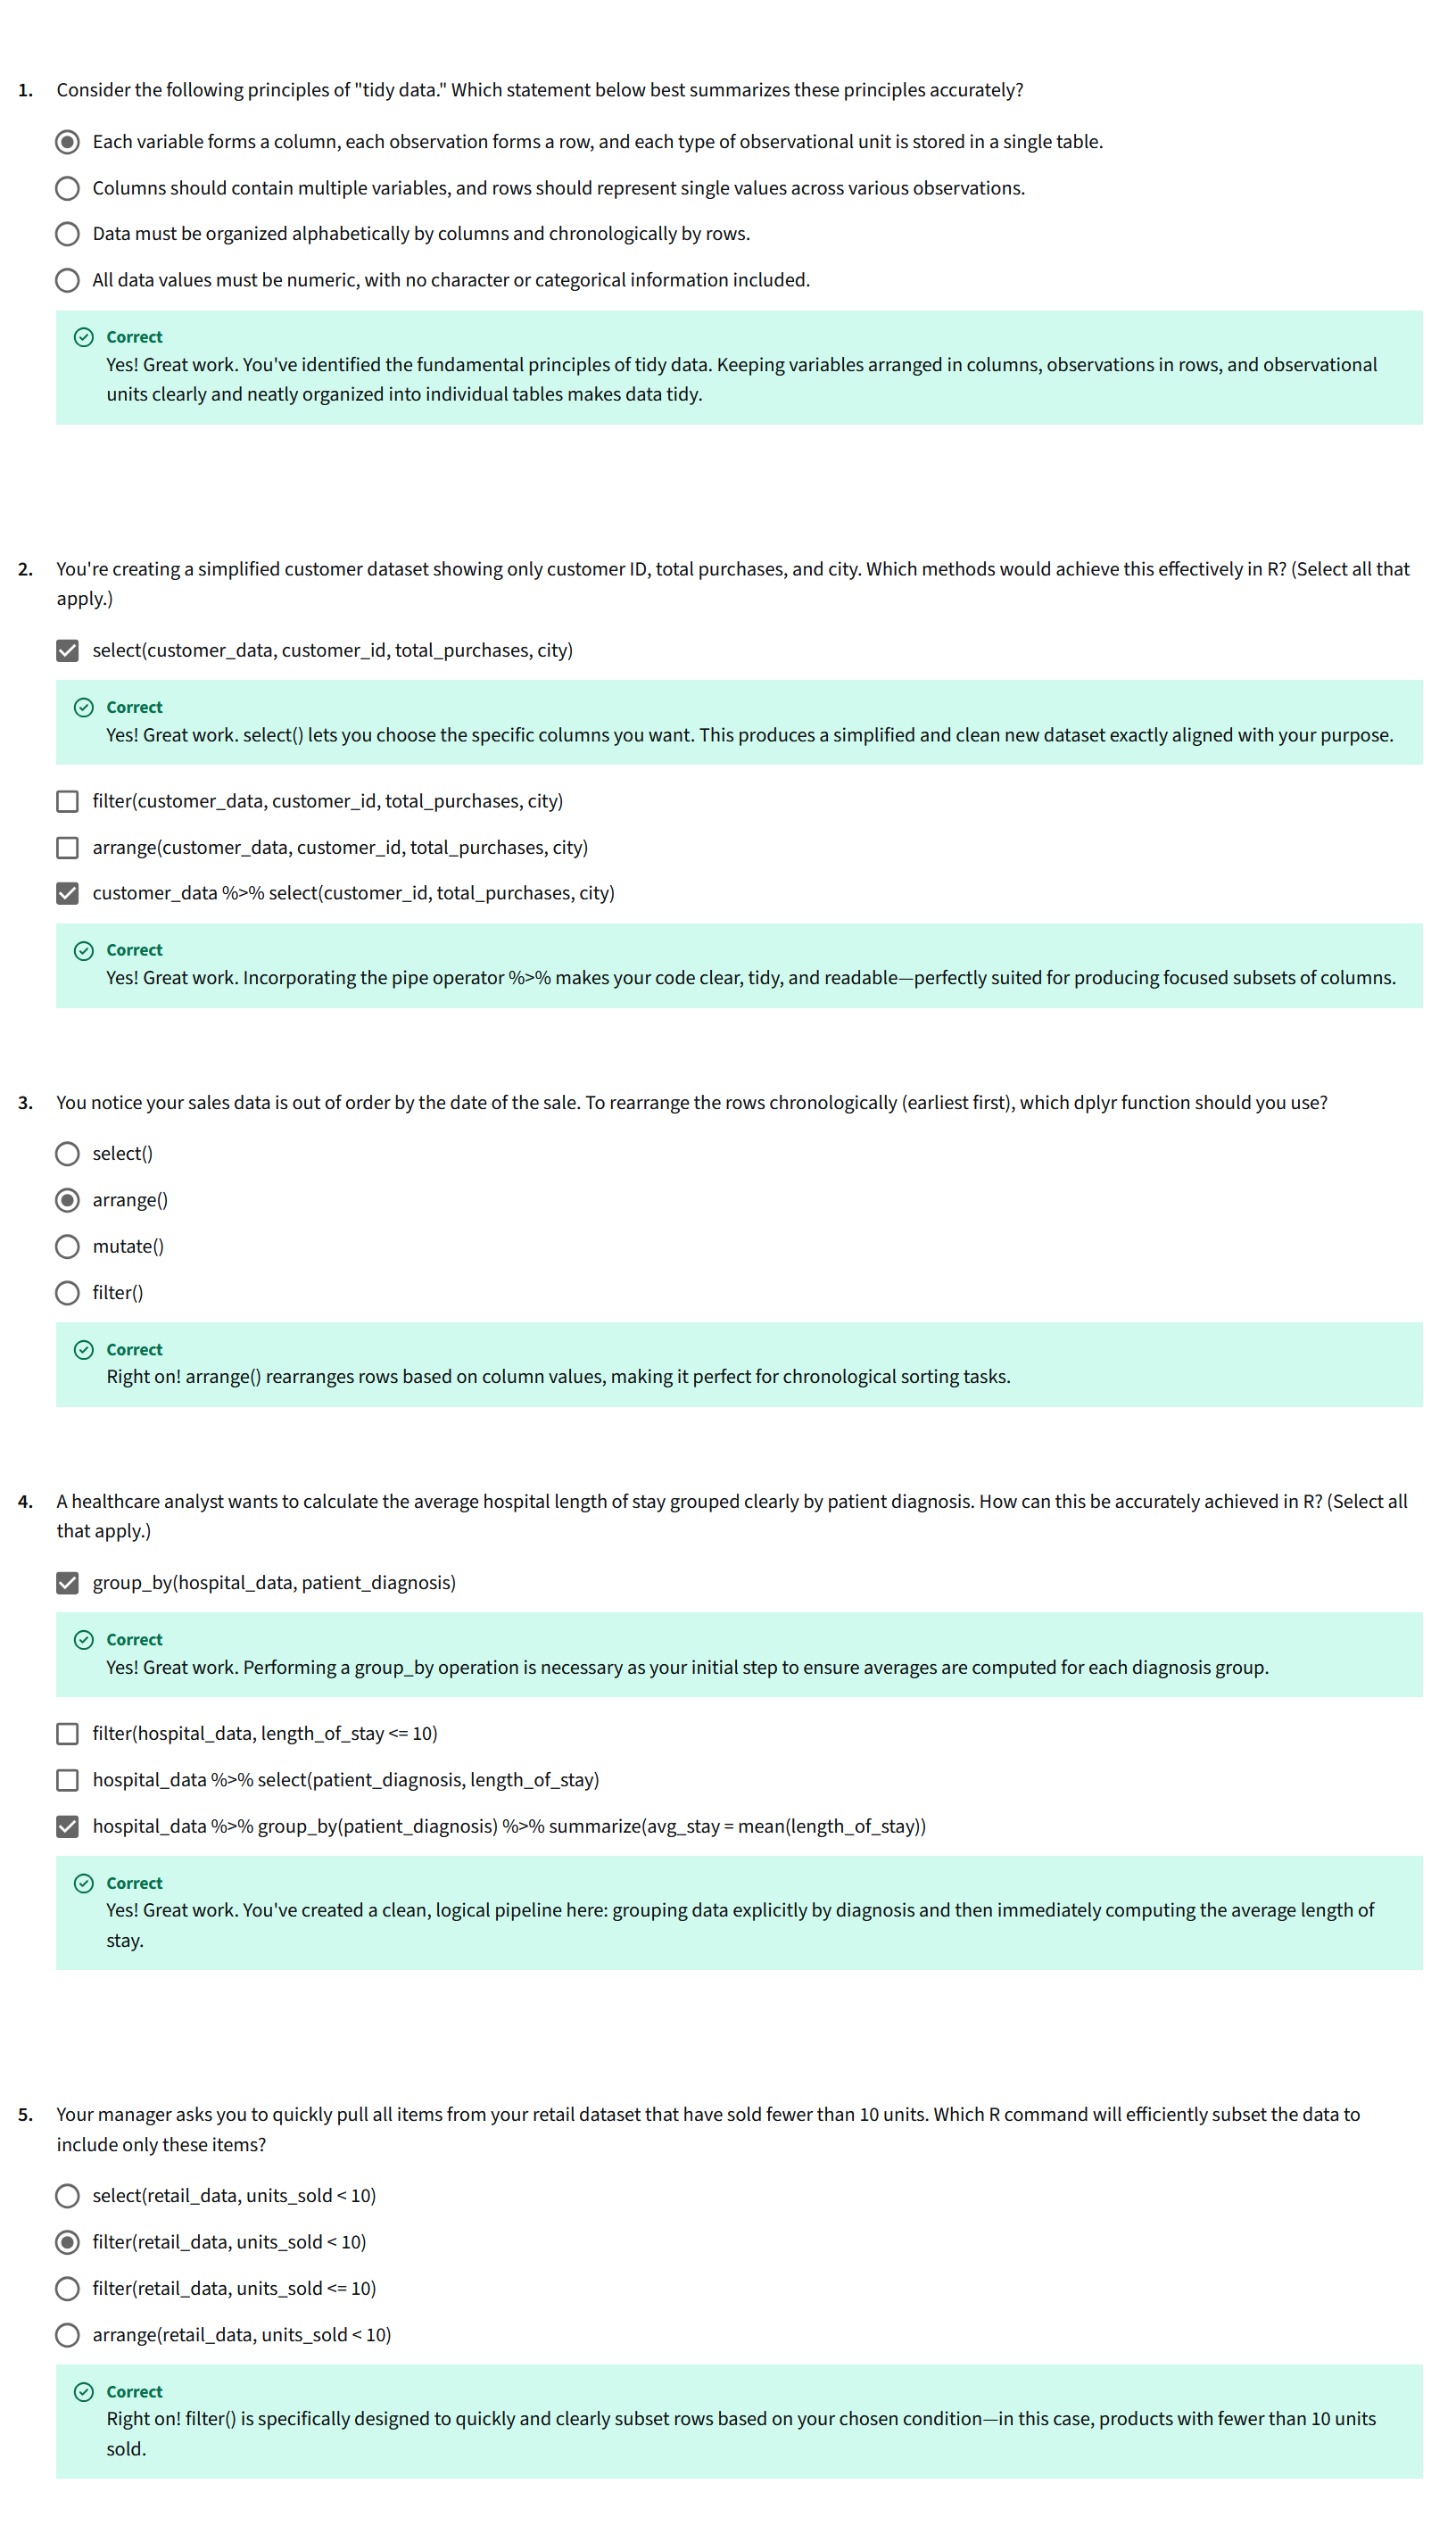 1. Consider the following principles of "tidy data." Which statement below best summarizes these principles accurately?
Each variable forms a column, each observation forms a row, and each type of observational unit is stored in a single table.
Columns should contain multiple variables, and rows should represent single values across various observations.
Data must be organized alphabetically by columns and chronologically by rows.
All data values must be numeric, with no character or categorical information included.
Correct
Yes! Great work. You've identified the fundamental principles of tidy data. Keeping variables arranged in columns, observations in rows, and observational
units clearly and neatly organized into individual tables makes data tidy.
2. You're creating a simplified customer dataset showing only customer ID, total purchases, and city. Which methods would achieve this effectively in R? (Select all that
apply.)
select(customer_data, customer_id, total_purchases, city)
Correct
Yes! Great work. select() lets you choose the specific columns you want. This produces a simplified and clean new dataset exactly aligned with your purpose.
filter(customer_data, customer_id, total_purchases, city)
arrange(customer_data, customer_id, total_purchases, city)
customer_data %>% select(customer_id, total_purchases, city)
Correct
Yes! Great work. Incorporating the pipe operator %>% makes your code clear, tidy, and readable—perfectly suited for producing focused subsets of columns.
3. You notice your sales data is out of order by the date of the sale. To rearrange the rows chronologically (earliest first), which dplyr function should you use?
select()
arrange()
mutate()
filter()
Correct
Right on! arrange() rearranges rows based on column values, making it perfect for chronological sorting tasks.
4. A healthcare analyst wants to calculate the average hospital length of stay grouped clearly by patient diagnosis. How can this be accurately achieved in R? (Select all
that apply.)
group_by(hospital_data, patient_diagnosis)
Correct
Yes! Great work. Performing a group_by operation is necessary as your initial step to ensure averages are computed for each diagnosis group.
filter(hospital_data, length_of_stay <= 10)
hospital_data %>% select(patient_diagnosis, length_of_stay)
hospital_data %>% group_by(patient_diagnosis) %>% summarize(avg_stay = mean(length_of_stay))
Correct
Yes! Great work. You've created a clean, logical pipeline here: grouping data explicitly by diagnosis and then immediately computing the average length of
stay.
5. Your manager asks you to quickly pull all items from your retail dataset that have sold fewer than 10 units. Which R command will efficiently subset the data to
include only these items?
select(retail_data, units_sold < 10)
filter(retail_data, units_sold < 10)
filter(retail_data, units_sold <= 10)
arrange(retail_data, units_sold < 10)
Correct
Right on! filter() is specifically designed to quickly and clearly subset rows based on your chosen condition—in this case, products with fewer than 10 units
sold.